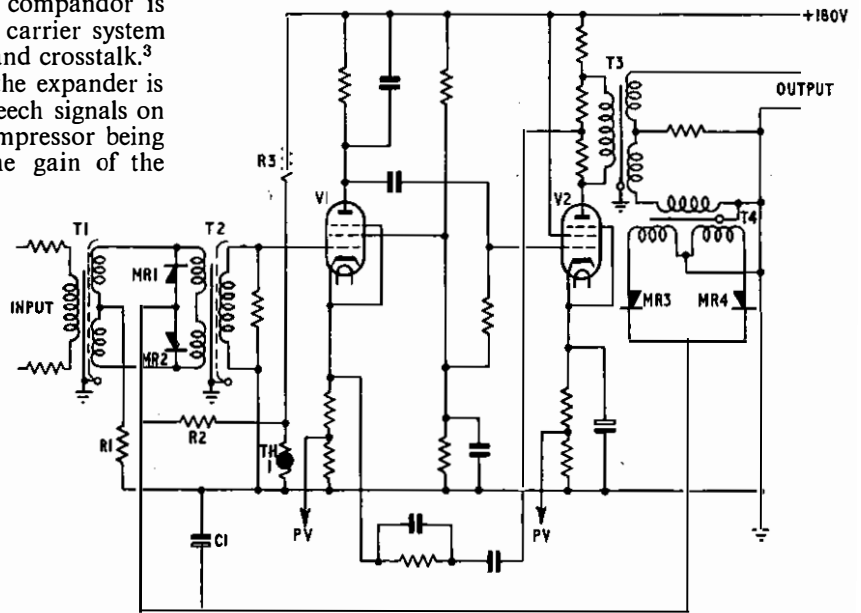 compandor is
carrier system
and crosstalk.³
the expander is
eech signals on
mpressor being
e gain of the
+180V
T3
OUTPUT
R3
V1
V2
T4
T1
T2
MR1
INPUT
MR2
MR3
MR4
R1
R2
TH
1
PV
PV
C1